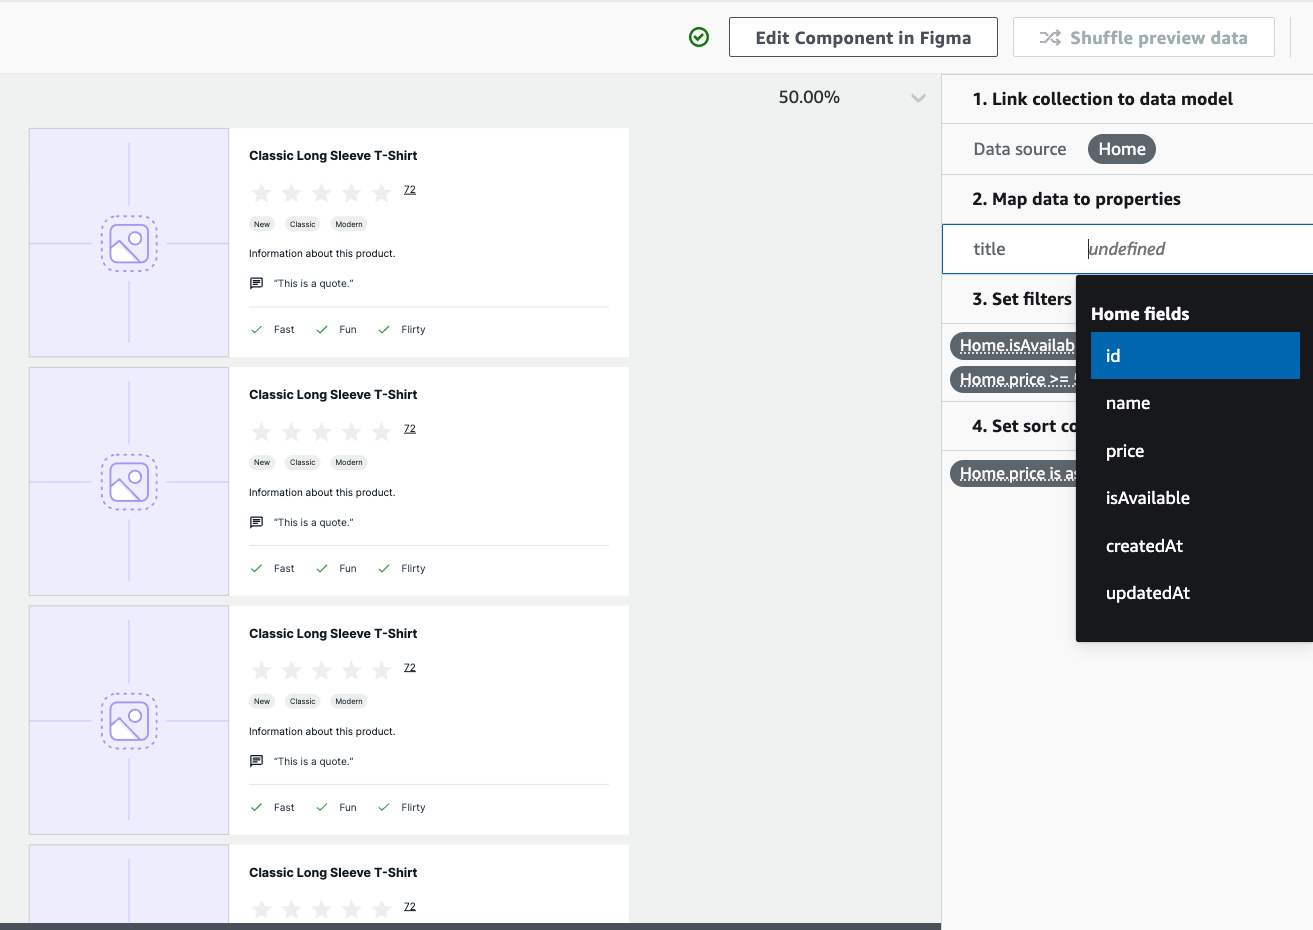 Edit Component in Figma
Shuffle preview data
50.00%
Classic Long Sleeve T-Shirt
72
New Classic Modern
Information about this product.
“This is a quote.”
Fast Fun Flirty
Classic Long Sleeve T-Shirt
72
New Classic Modern
Information about this product.
“This is a quote.”
Fast Fun Flirty
Classic Long Sleeve T-Shirt
72
New Classic Modern
Information about this product.
“This is a quote.”
Fast Fun Flirty
Classic Long Sleeve T-Shirt
72
1. Link collection to data model
Data source Home
2. Map data to properties
title undefined
3. Set filters
Home.isAvailab
Home.price >=
4. Set sort co
Home.price is as
Home fields
id
name
price
isAvailable
createdAt
updatedAt